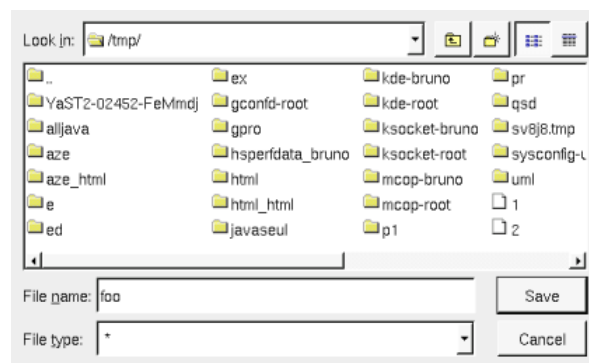 Look in: /tmp/
.. ex kde-bruno pr
YaST2-02452-FeMmdj gconfd-root kde-root qsd
alljava gpro ksocket-bruno sv8j8.tmp
aze hsperfdata_bruno ksocket-root sysconfig-u
aze_html html mcop-bruno uml
e html_html mcop-root 1
ed javaseul p1 2
File name: foo Save
File type: * Cancel